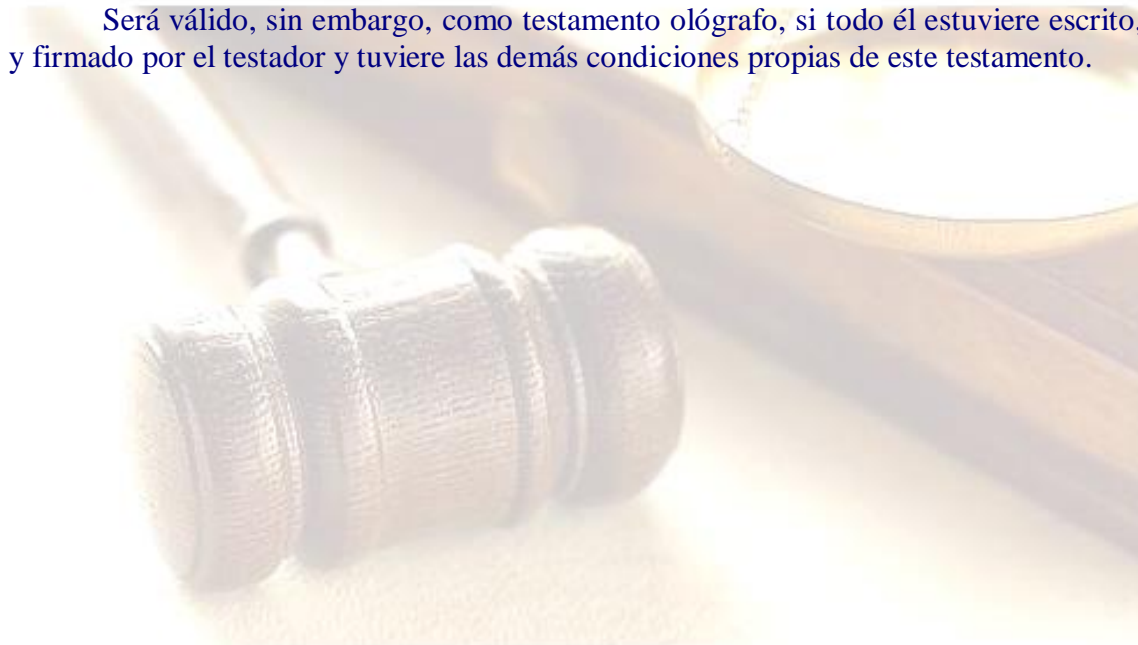 Será válido, sin embargo, como testamento ológrafo, si todo él estuviere escrito,
y firmado por el testador y tuviere las demás condiciones propias de este testamento.